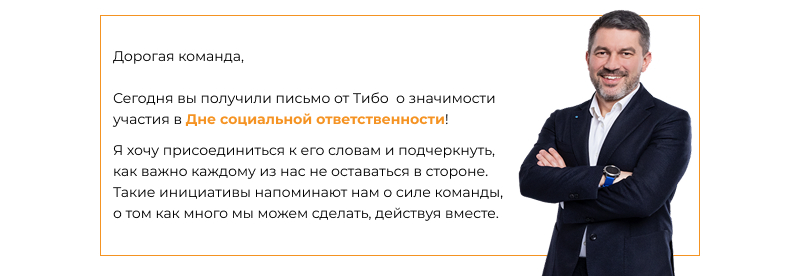 Дорогая команда,
Сегодня вы получили письмо от Тибо о значимости
участия в Дне социальной ответственности!
Я хочу присоединиться к его словам и подчеркнуть,
как важно каждому из нас не оставаться в стороне.
Такие инициативы напоминают нам о силе команды,
о том как много мы можем сделать, действуя вместе.